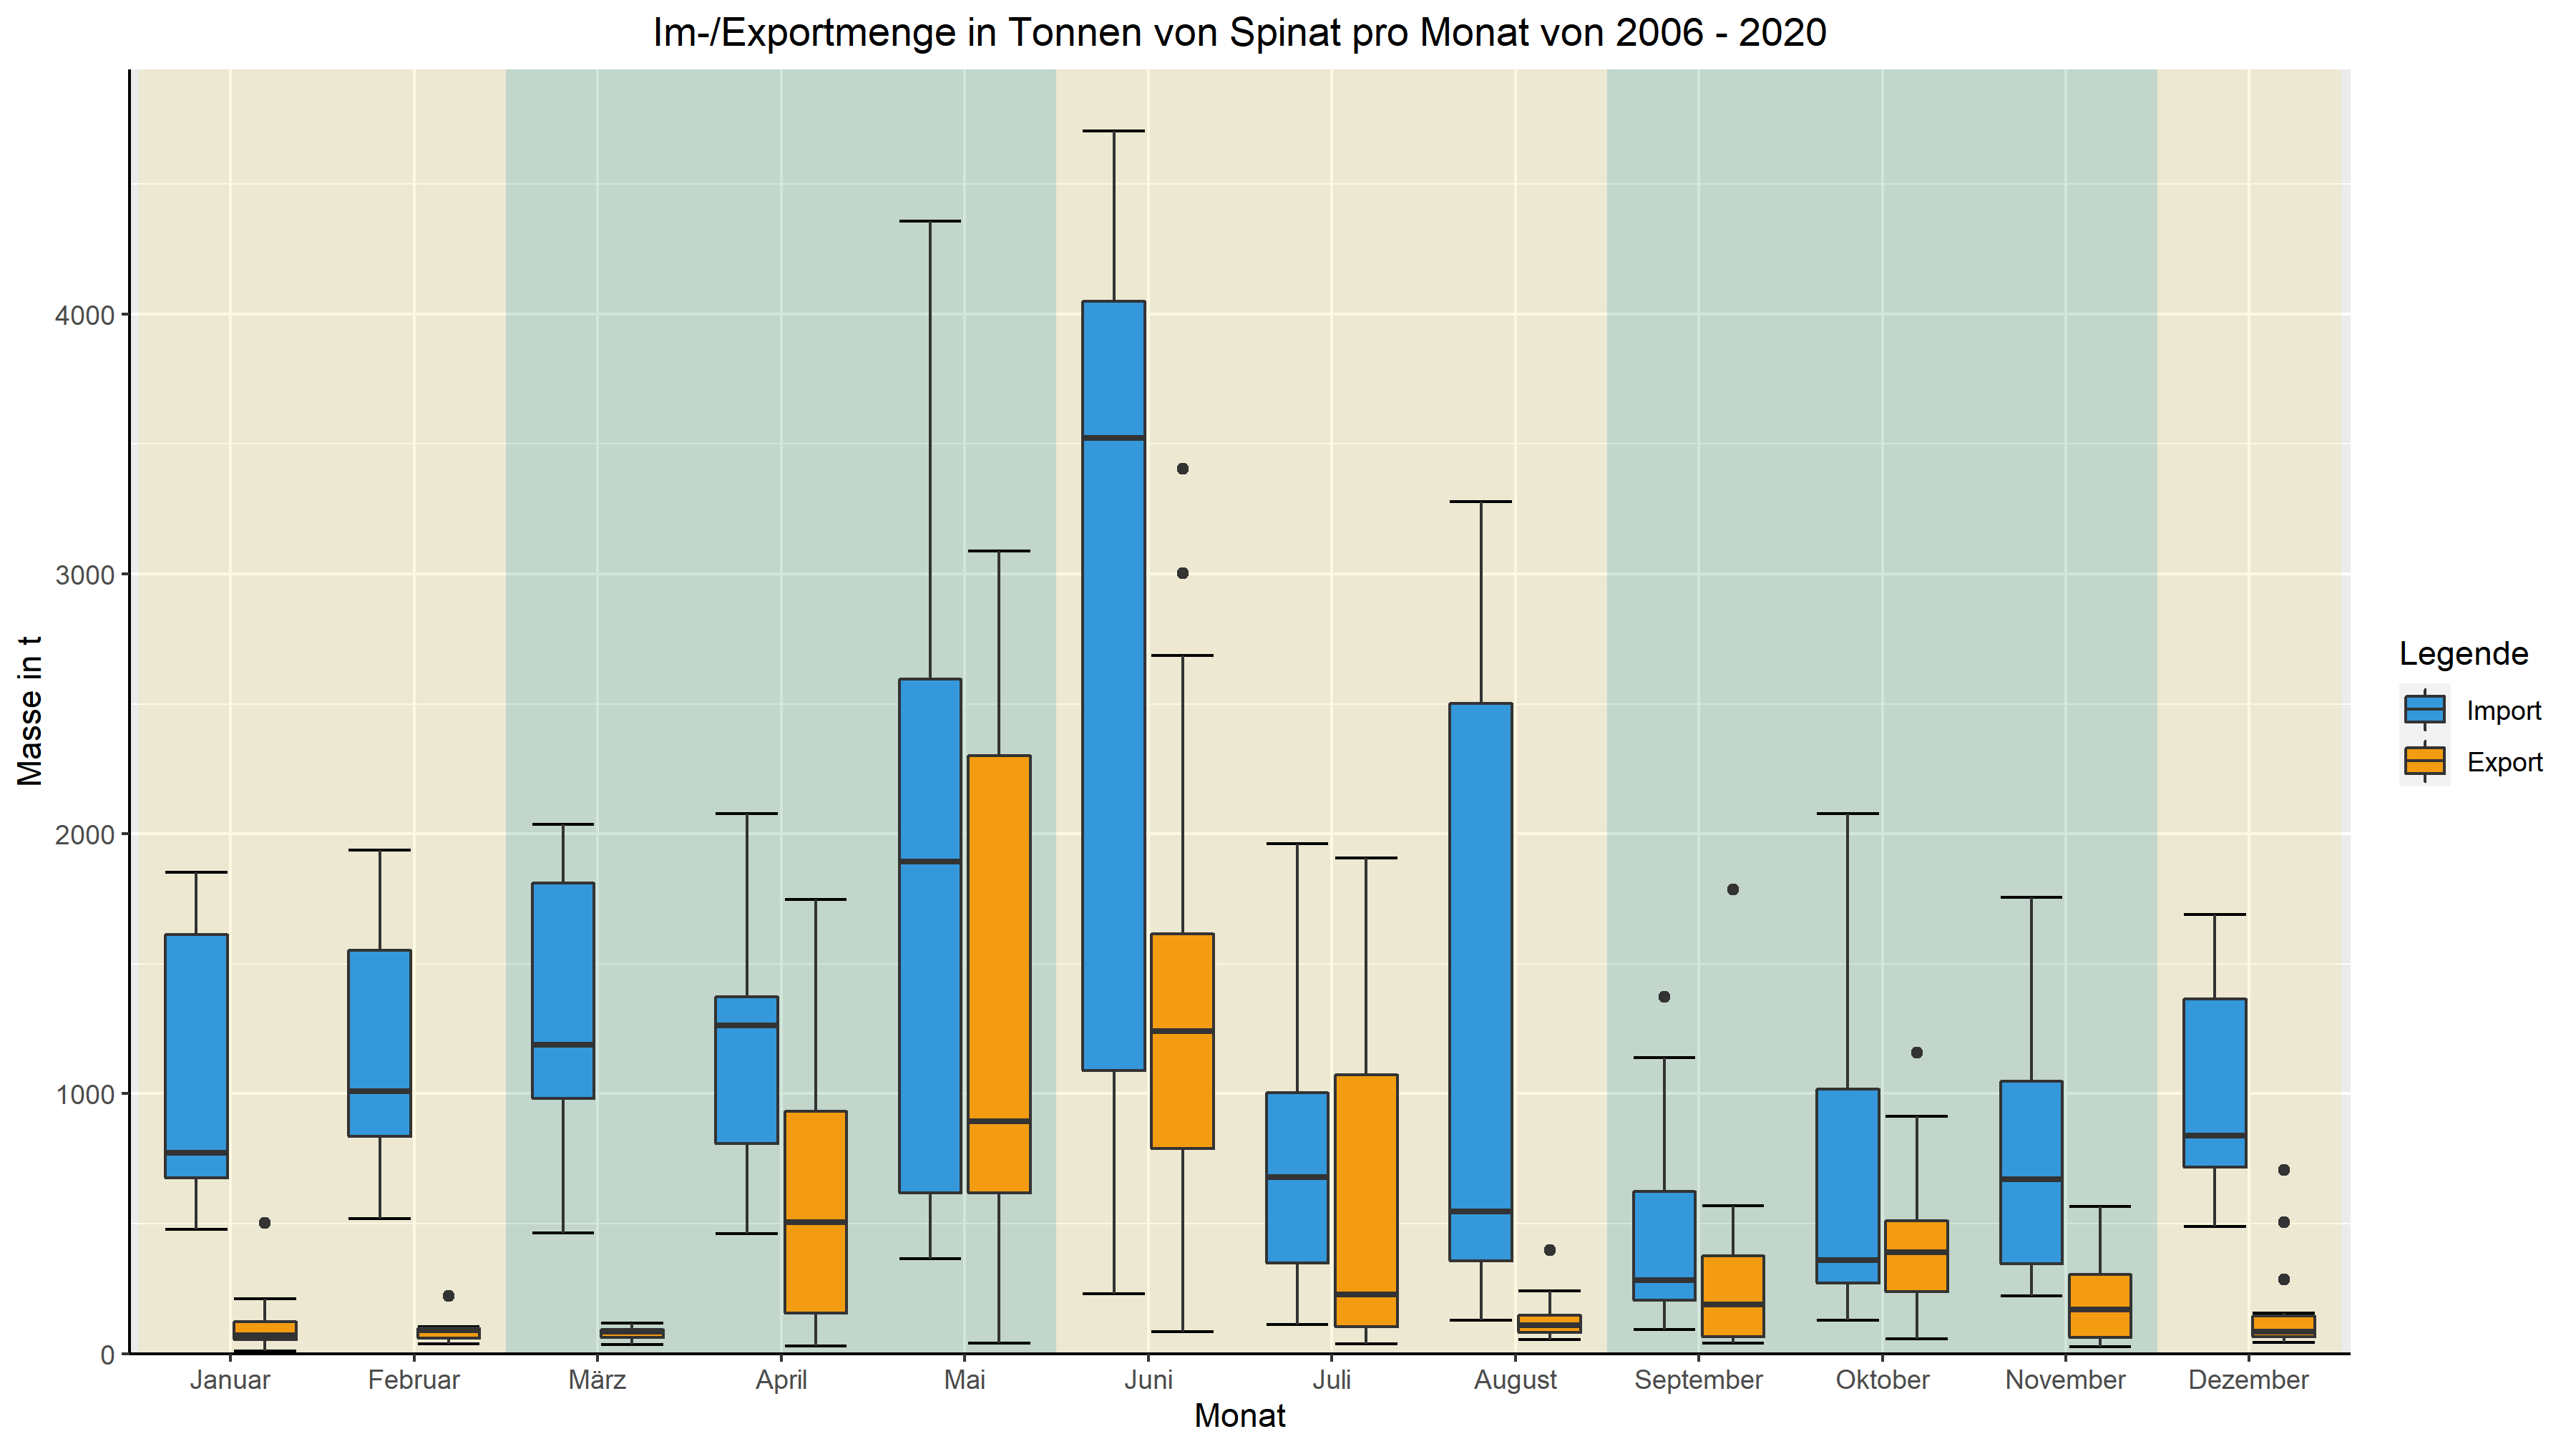 Im-/Exportmenge in Tonnen von Spinat pro Monat von 2006 - 2020
Masse in t
4000
3000
2000
1000
0
Januar Februar März April Mai Juni Juli August September Oktober November Dezember
Monat
Legende
Import
Export